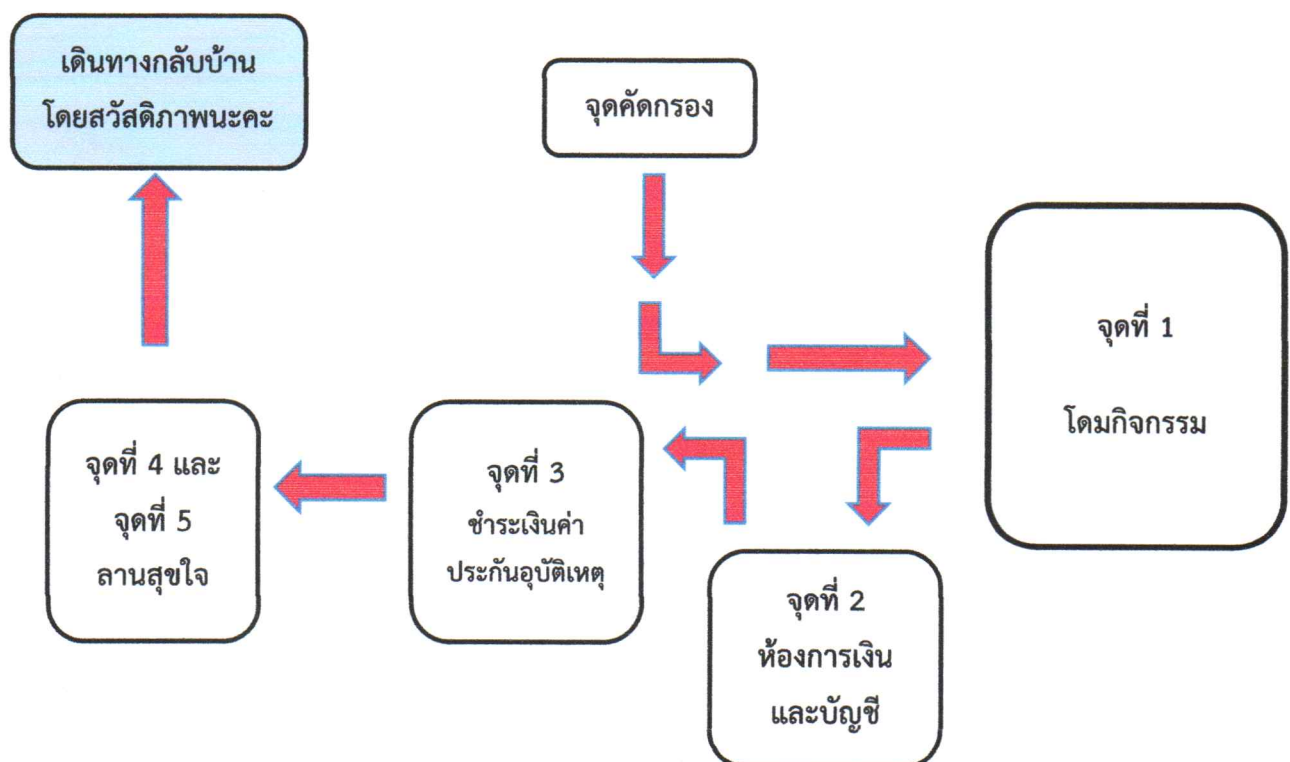 เดินทางกลับบ้าน
โดยสวัสดิภาพนะคะ
จุดคัดกรอง
จุดที่ 1
โดมกิจกรรม
จุดที่ 4 และ
จุดที่ 5
ลานสุขใจ
จุดที่ 3
ชำระเงินค่า
ประกันอุบัติเหตุ
จุดที่ 2
ห้องการเงิน
และบัญชี